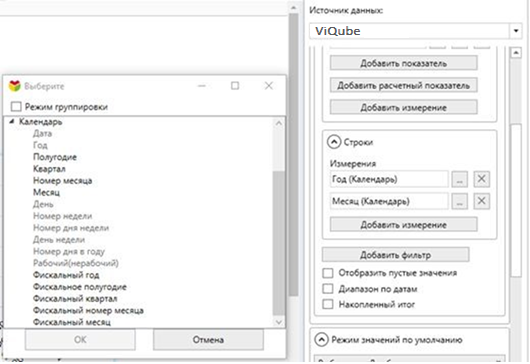 Источник данных:
ViQube
Добавить показатель
Добавить расчетный показатель
Добавить измерение
Строки
Измерения
Год (Календарь)
...
Месяц (Календарь)
...
Добавить измерение
Добавить фильтр
Отобразить пустые значения
Диапазон по датам
Накопленный итог
Режим значений по умолчанию
Выберите
Режим группировки
Календарь
Дата
Год
Полугодие
Квартал
Номер месяца
Месяц
День
Номер недели
Номер дня недели
День недели
Номер дня в году
Рабочий(нерабочий)
Фискальный год
Фискальное полугодие
Фискальный квартал
Фискальный номер месяца
Фискальный месяц
ОК
Отмена